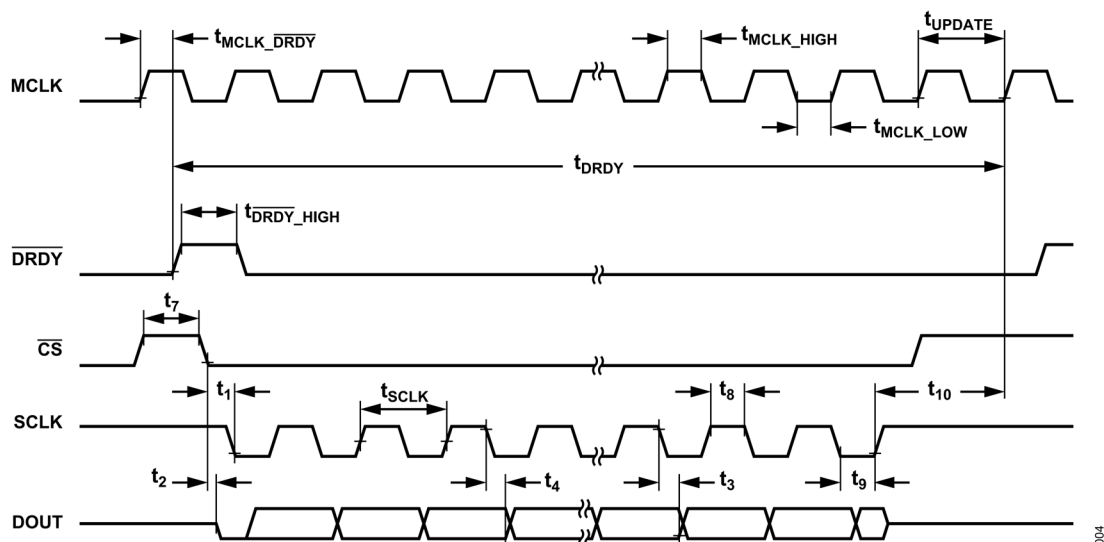 tMCLK_DRDY
tMCLK_HIGH
tUPDATE
MCLK
tMCLK_LOW
tDRDY
tDRDY_HIGH
DRDY
t7
CS
t1
tSCLK
t8
t10
SCLK
t2
t4
t3
t9
DOUT
004